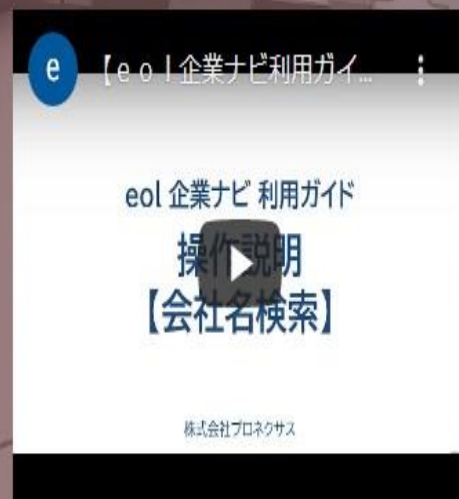 e 【ｅｏｌ企業ナビ利用ガイ...
eol 企業ナビ 利用ガイド
操作説明
【会社名検索】
株式会社プロネクサス